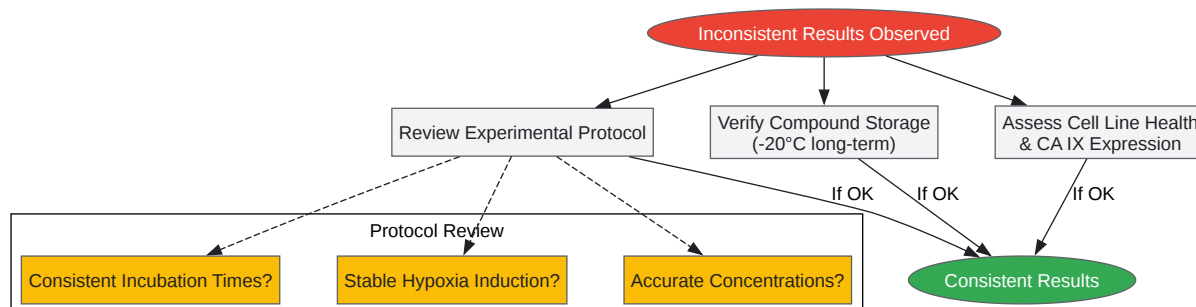 Inconsistent Results Observed
Review Experimental Protocol
Verify Compound Storage
(-20°C long-term)
Assess Cell Line Health
& CA IX Expression
If OK
If OK
If OK
Protocol Review
Consistent Incubation Times?
Stable Hypoxia Induction?
Accurate Concentrations?
Consistent Results